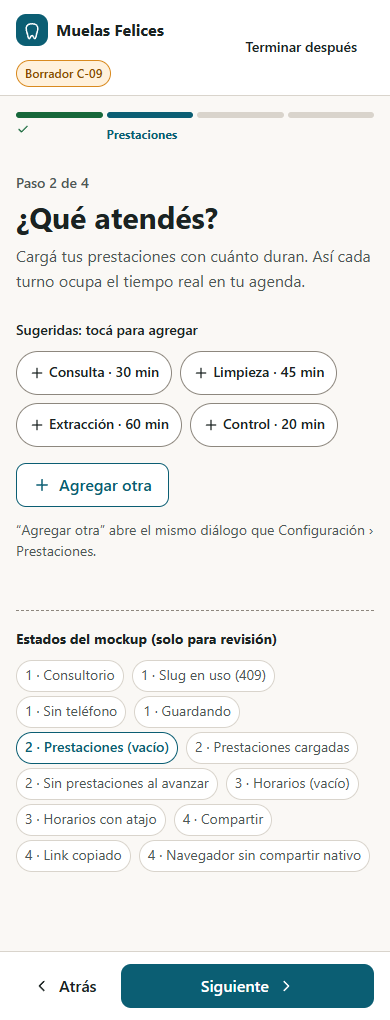 Muelas Felices
Terminar después
Borrador C-09
Prestaciones
Paso 2 de 4
¿Qué atendés?
Cargá tus prestaciones con cuánto duran. Así cada
turno ocupa el tiempo real en tu agenda.
Sugeridas: tocá para agregar
+ Consulta · 30 min
+ Limpieza · 45 min
+ Extracción · 60 min
+ Control · 20 min
+ Agregar otra
“Agregar otra” abre el mismo diálogo que Configuración ›
Prestaciones.
Estados del mockup (solo para revisión)
1 · Consultorio
1 · Slug en uso (409)
1 · Sin teléfono
1 · Guardando
2 · Prestaciones (vacío)
2 · Prestaciones cargadas
2 · Sin prestaciones al avanzar
3 · Horarios (vacío)
3 · Horarios con atajo
4 · Compartir
4 · Link copiado
4 · Navegador sin compartir nativo
Atrás
Siguiente